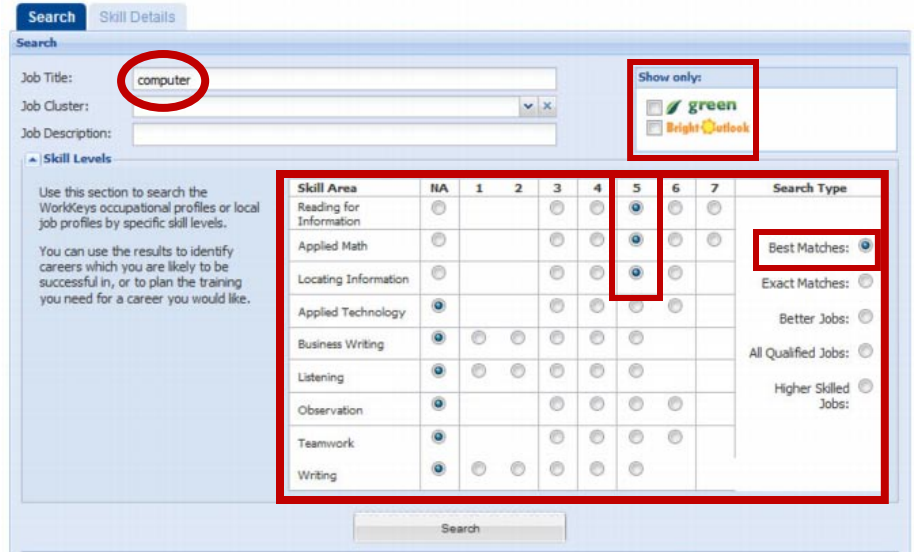 Search Skill Details
Search
Job Title: computer
Job Cluster:
Job Description:
Show only:
green
Bright Outlook
Skill Levels
Use this section to search the
WorkKeys occupational profiles or local
job profiles by specific skill levels.
You can use the results to identify
careers which you are likely to be
successful in, or to plan the training
you need for a career you would like.
Skill Area NA 1 2 3 4 5 6 7 Search Type
Reading for
Information
Applied Math
Locating Information
Applied Technology
Business Writing
Listening
Observation
Teamwork
Writing
Best Matches:
Exact Matches:
Better Jobs:
All Qualified Jobs:
Higher Skilled
Jobs:
Search